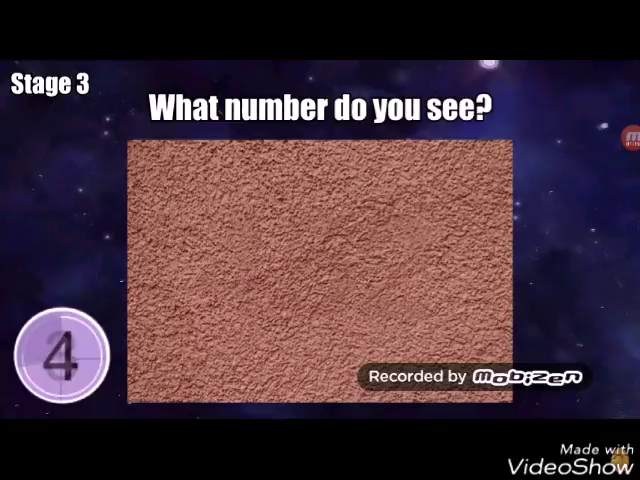 Stage 3
What number do you see?
4
Recorded by mobizen
Made with
VideoShow